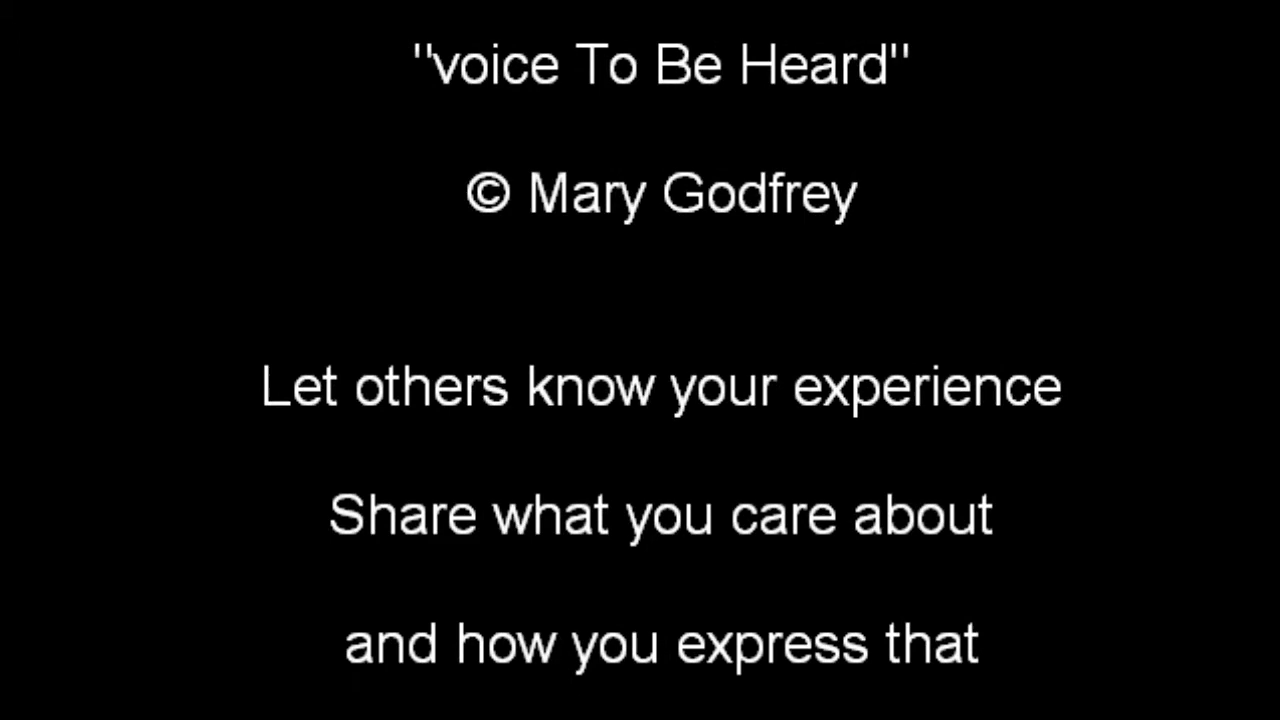 "voice To Be Heard"
© Mary Godfrey
Let others know your experience
Share what you care about
and how you express that